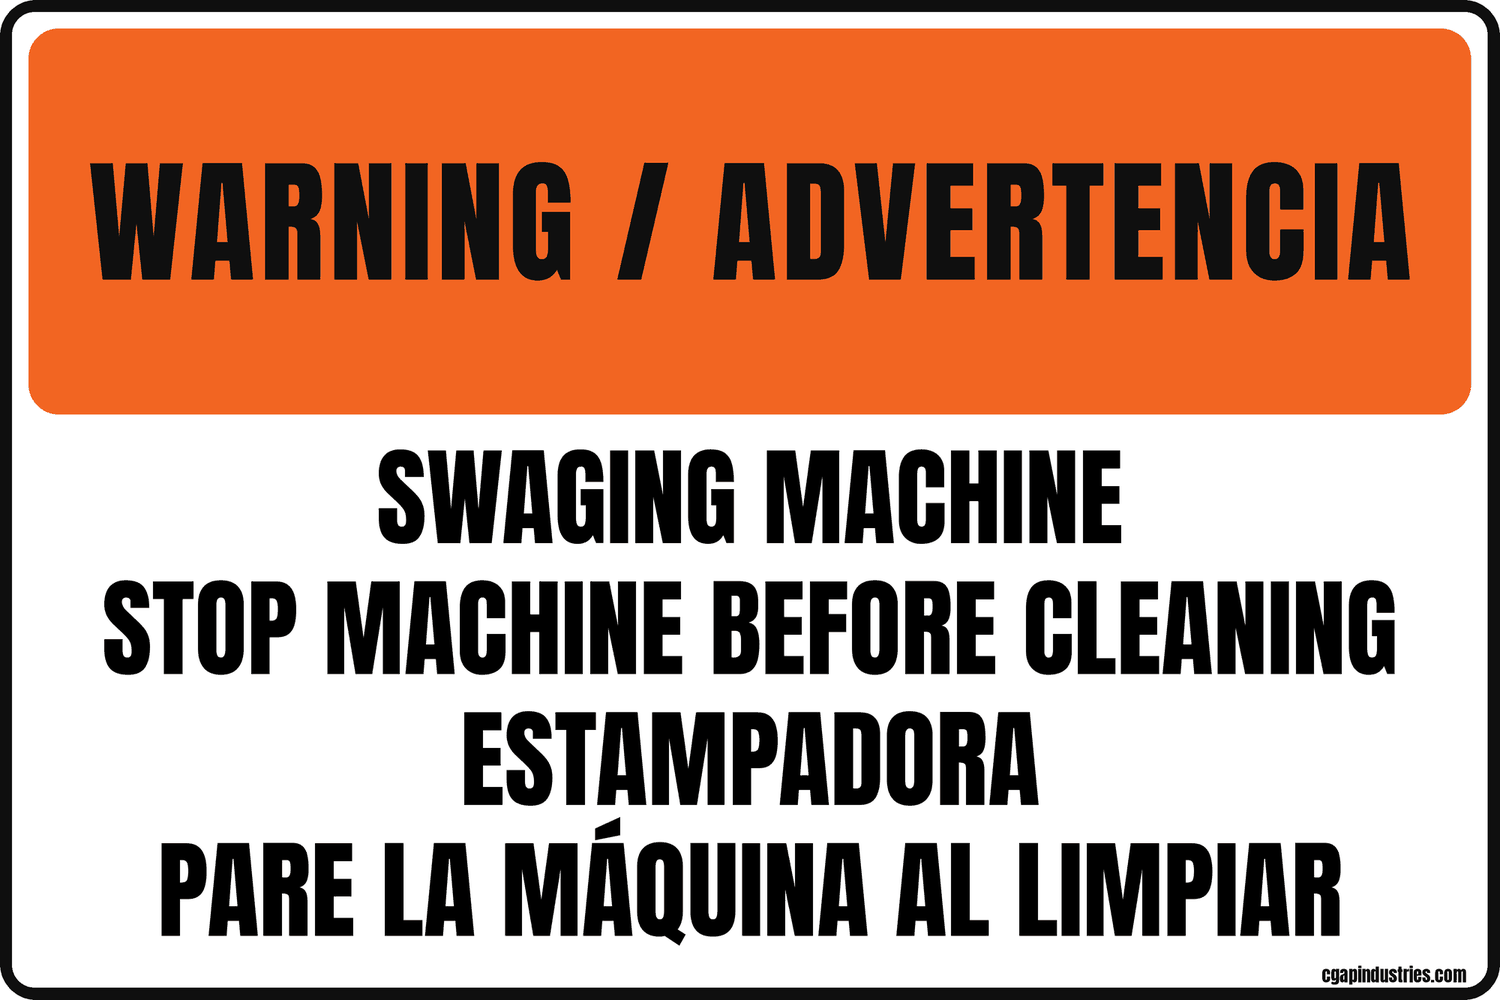 WARNING / ADVERTENCIA
SWAGING MACHINE
STOP MACHINE BEFORE CLEANING
ESTAMPADORA
PARE LA MÁQUINA AL LIMPIAR
cgapindustries.com